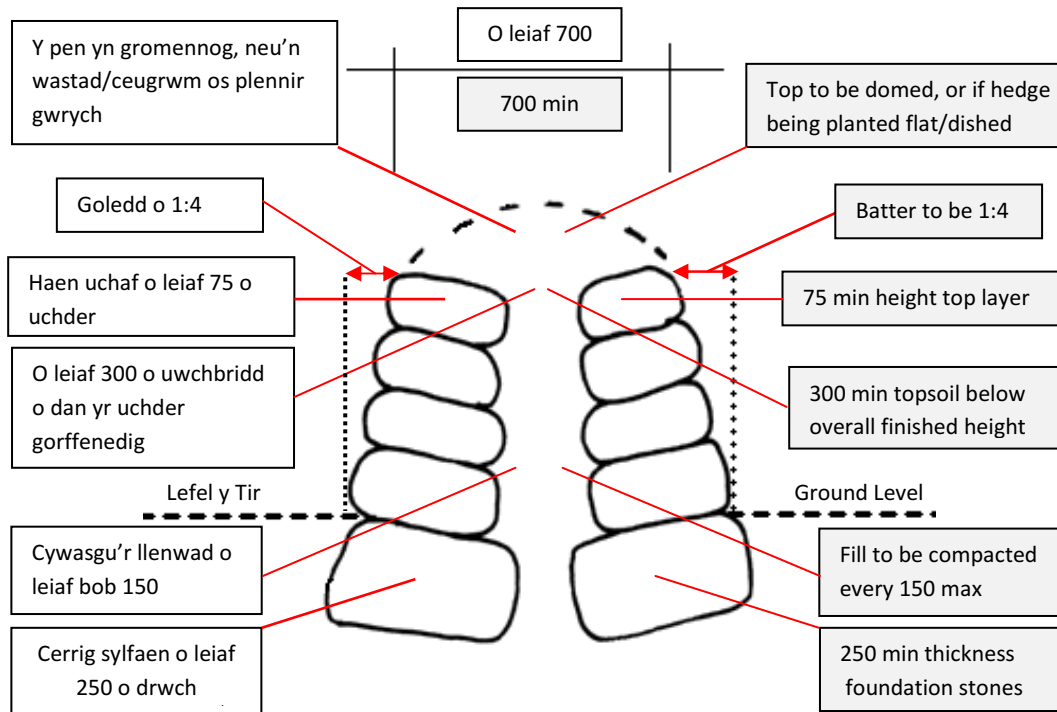 Y pen yn gromennog, neu'n
wastad/ceugrwm os plennir
gwrych
O leiaf 700
700 min
Top to be domed, or if hedge
being planted flat/dished
Goledd o 1:4
Batter to be 1:4
Haen uchaf o leiaf 75 o
uchder
75 min height top layer
O leiaf 300 o uwchbridd
o dan yr uchder
gorffenedig
300 min topsoil below
overall finished height
Lefel y Tir
Ground Level
Cywasgu'r llenwad o
leiaf bob 150
Fill to be compacted
every 150 max
Cerrig sylfaen o leiaf
250 o drwch
250 min thickness
foundation stones